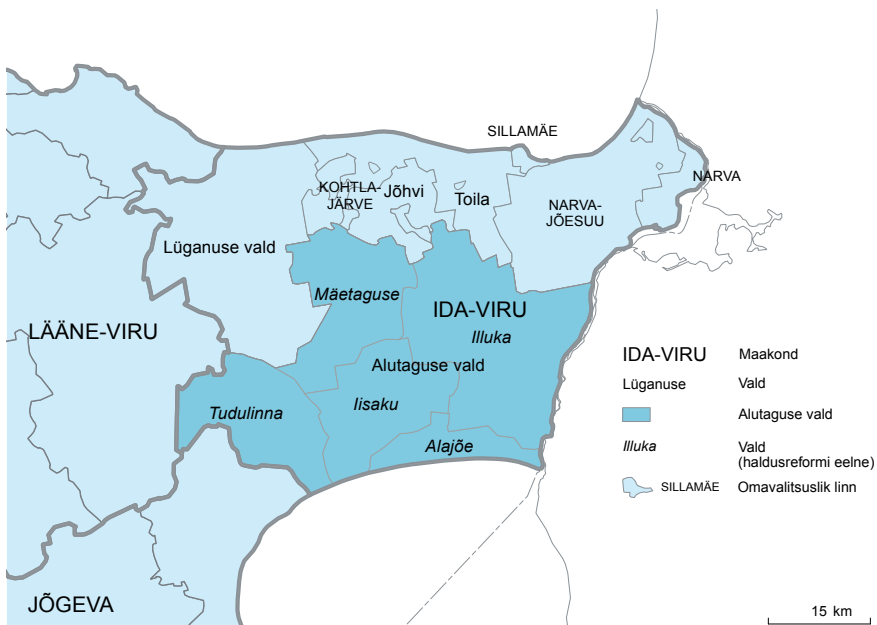 SILLAMÄE
NARVA
KOHTLA-
JÄRVE
Jõhvi
Toila
NARVA-
JÕESUU
Lüganuse vald
Mäetaguse
IDA-VIRU
Illuka
LÄÄNE-VIRU
Alutaguse vald
Tudulinna
Iisaku
Alajõe
JÕGEVA
IDA-VIRU Maakond
Lüganuse Vald
Alutaguse vald
Illuka Vald
(haldusreformi eelne)
SILLAMÄE Omavalitsuslik linn
15 km